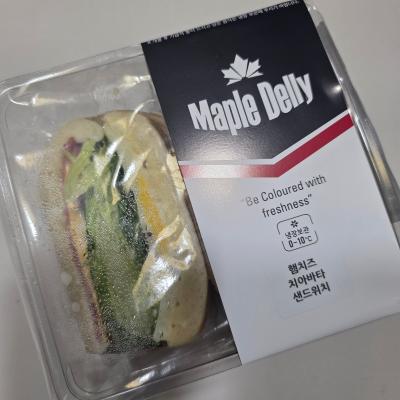 Maple Delly
"Be Coloured with
freshness"
냉장보관
0~10℃
햄치즈
치아바타
샌드위치